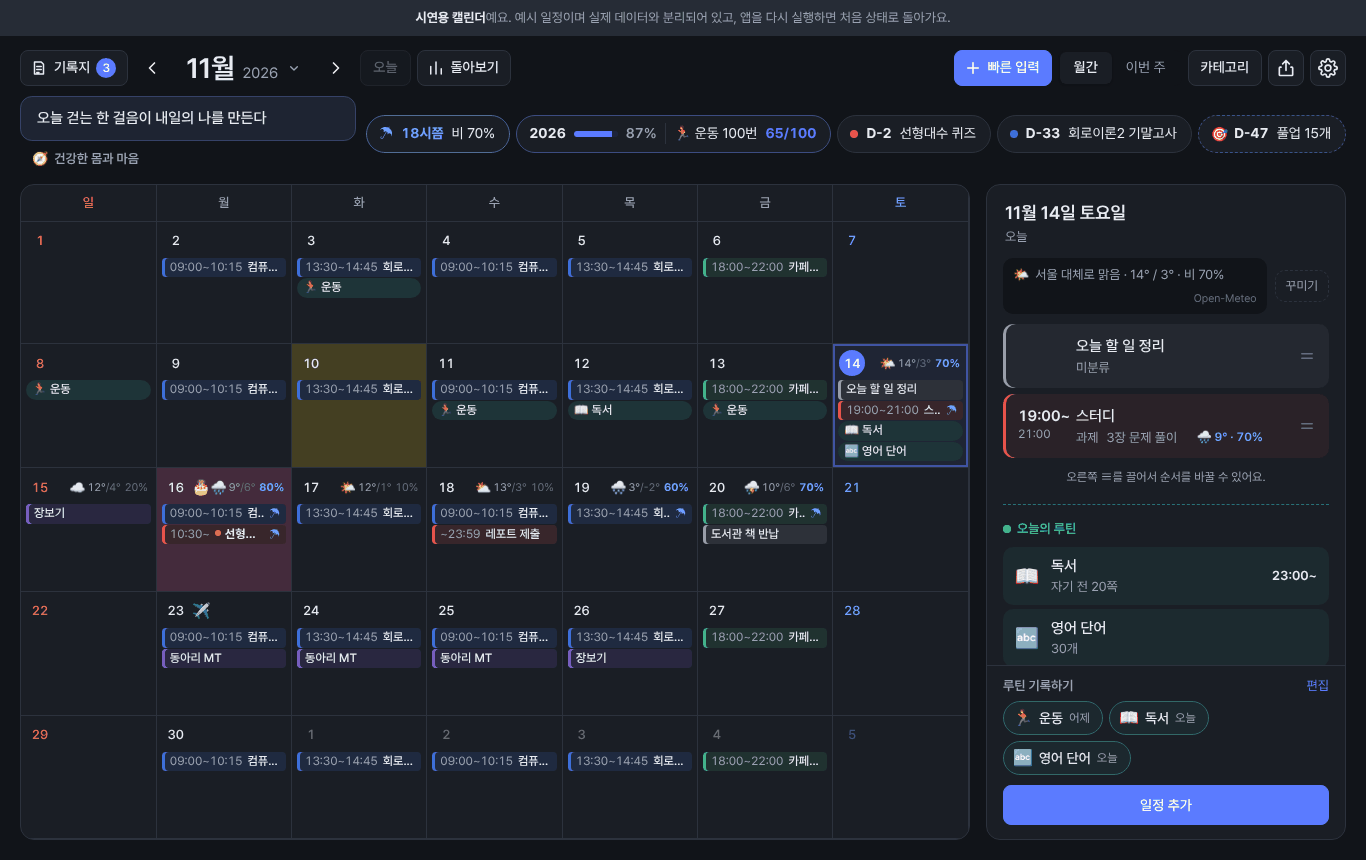 시연용 캘린더예요. 예시 일정이며 실제 데이터와 분리되어 있고, 앱을 다시 실행하면 처음 상태로 돌아가요.
기록지 3 11월 2026 오늘 돌아보기 + 빠른 입력 월간 이번 주 카테고리
오늘 걷는 한 걸음이 내일의 나를 만든다
18시쯤 비 70% 2026 87% 운동 100번 65/100 D-2 선형대수 퀴즈 D-33 회로이론2 기말고사 D-47 풀업 15개
건강한 몸과 마음
일 월 화 수 목 금 토
1 2 3 4 5 6 7
09:00~10:15 컴퓨... 13:30~14:45 회로... 09:00~10:15 컴퓨... 13:30~14:45 회로... 18:00~22:00 카페...
운동
8 9 10 11 12 13 14 14°/3° 70%
운동 09:00~10:15 컴퓨... 13:30~14:45 회로... 09:00~10:15 컴퓨... 13:30~14:45 회로... 18:00~22:00 카페... 오늘 할 일 정리
운동 독서 운동 19:00~21:00 스..
독서
abc 영어 단어
15 12°/4° 20% 16 9°/6° 80% 17 12°/1° 10% 18 13°/3° 10% 19 3°/-2° 60% 20 10°/6° 70% 21
장보기 09:00~10:15 컴.. 13:30~14:45 회로... 09:00~10:15 컴퓨... 13:30~14:45 회.. 18:00~22:00 카..
10:30~ 선형... ~23:59 레포트 제출 도서관 책 반납
22 23 24 25 26 27 28
09:00~10:15 컴퓨... 13:30~14:45 회로... 09:00~10:15 컴퓨... 13:30~14:45 회로... 18:00~22:00 카페...
동아리 MT 동아리 MT 동아리 MT 장보기
29 30 1 2 3 4 5
09:00~10:15 컴퓨... 13:30~14:45 회로... 09:00~10:15 컴퓨... 13:30~14:45 회로... 18:00~22:00 카페...
11월 14일 토요일
오늘
서울 대체로 맑음 · 14° / 3° · 비 70%
Open-Meteo
꾸미기
오늘 할 일 정리
미분류
19:00~ 스터디
21:00 과제 3장 문제 풀이 9° · 70%
오른쪽 ☰를 끌어서 순서를 바꿀 수 있어요.
오늘의 루틴
독서
자기 전 20쪽
23:00~
abc 영어 단어
30개
루틴 기록하기 편집
운동 어제 독서 오늘
abc 영어 단어 오늘
일정 추가